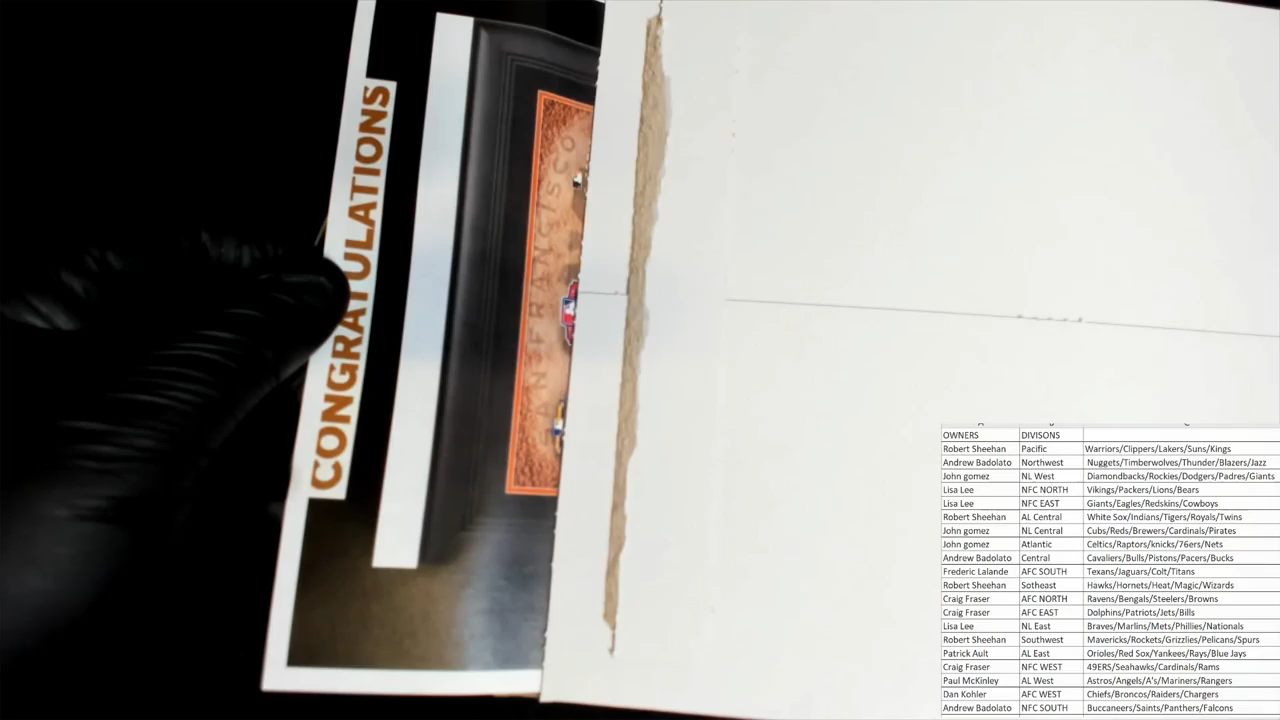 CONGRATULATIONS
SAN FRANCISCO
OWNERS DIVISONS
Robert Sheehan Pacific Warriors/Clippers/Lakers/Suns/Kings
Andrew Badolato Northwest Nuggets/Timberwolves/Thunder/Blazers/Jazz
John gomez NL West Diamondbacks/Rockies/Dodgers/Padres/Giants
Lisa Lee NFC NORTH Vikings/Packers/Lions/Bears
Lisa Lee NFC EAST Giants/Eagles/Redskins/Cowboys
Robert Sheehan AL Central White Sox/Indians/Tigers/Royals/Twins
John gomez NL Central Cubs/Reds/Brewers/Cardinals/Pirates
John gomez Atlantic Celtics/Raptors/knicks/76ers/Nets
Andrew Badolato Central Cavaliers/Bulls/Pistons/Pacers/Bucks
Frederic Lalande AFC SOUTH Texans/Jaguars/Colt/Titans
Robert Sheehan Sotheast Hawks/Hornets/Heat/Magic/Wizards
Craig Fraser AFC NORTH Ravens/Bengals/Steelers/Browns
Craig Fraser AFC EAST Dolphins/Patriots/Jets/Bills
Lisa Lee NL East Braves/Marlins/Mets/Phillies/Nationals
Robert Sheehan Southwest Mavericks/Rockets/Grizzlies/Pelicans/Spurs
Patrick Ault AL East Orioles/Red Sox/Yankees/Rays/Blue Jays
Craig Fraser NFC WEST 49ERS/Seahawks/Cardinals/Rams
Paul McKinley AL West Astros/Angels/A's/Mariners/Rangers
Dan Kohler AFC WEST Chiefs/Broncos/Raiders/Chargers
Andrew Badolato NFC SOUTH Buccaneers/Saints/Panthers/Falcons